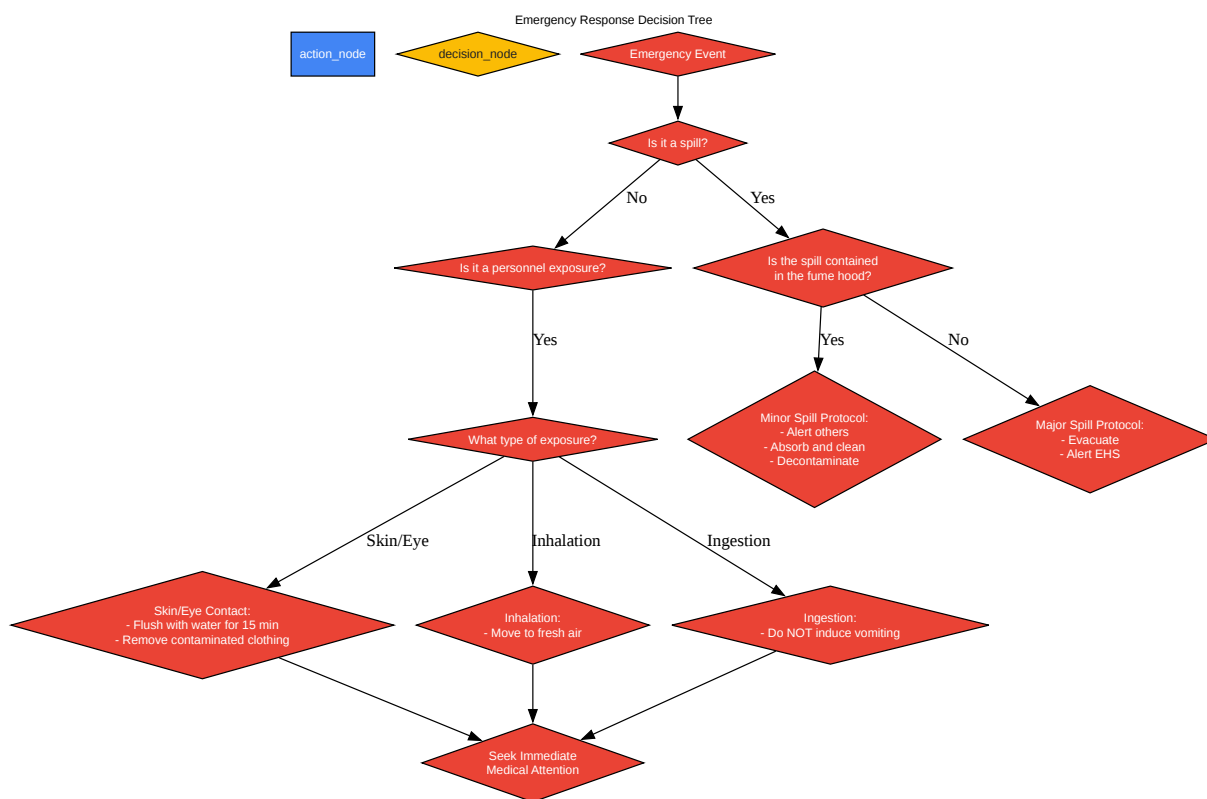 Emergency Response Decision Tree
action_node
decision_node
Emergency Event
Is it a spill?
No
Yes
Is it a personnel exposure?
Is the spill contained
in the fume hood?
Yes
Yes
No
What type of exposure?
Minor Spill Protocol:
- Alert others
- Absorb and clean
- Decontaminate
Major Spill Protocol:
- Evacuate
- Alert EHS
Skin/Eye
Inhalation
Ingestion
Skin/Eye Contact:
- Flush with water for 15 min
- Remove contaminated clothing
Inhalation:
- Move to fresh air
Ingestion:
- Do NOT induce vomiting
Seek Immediate
Medical Attention